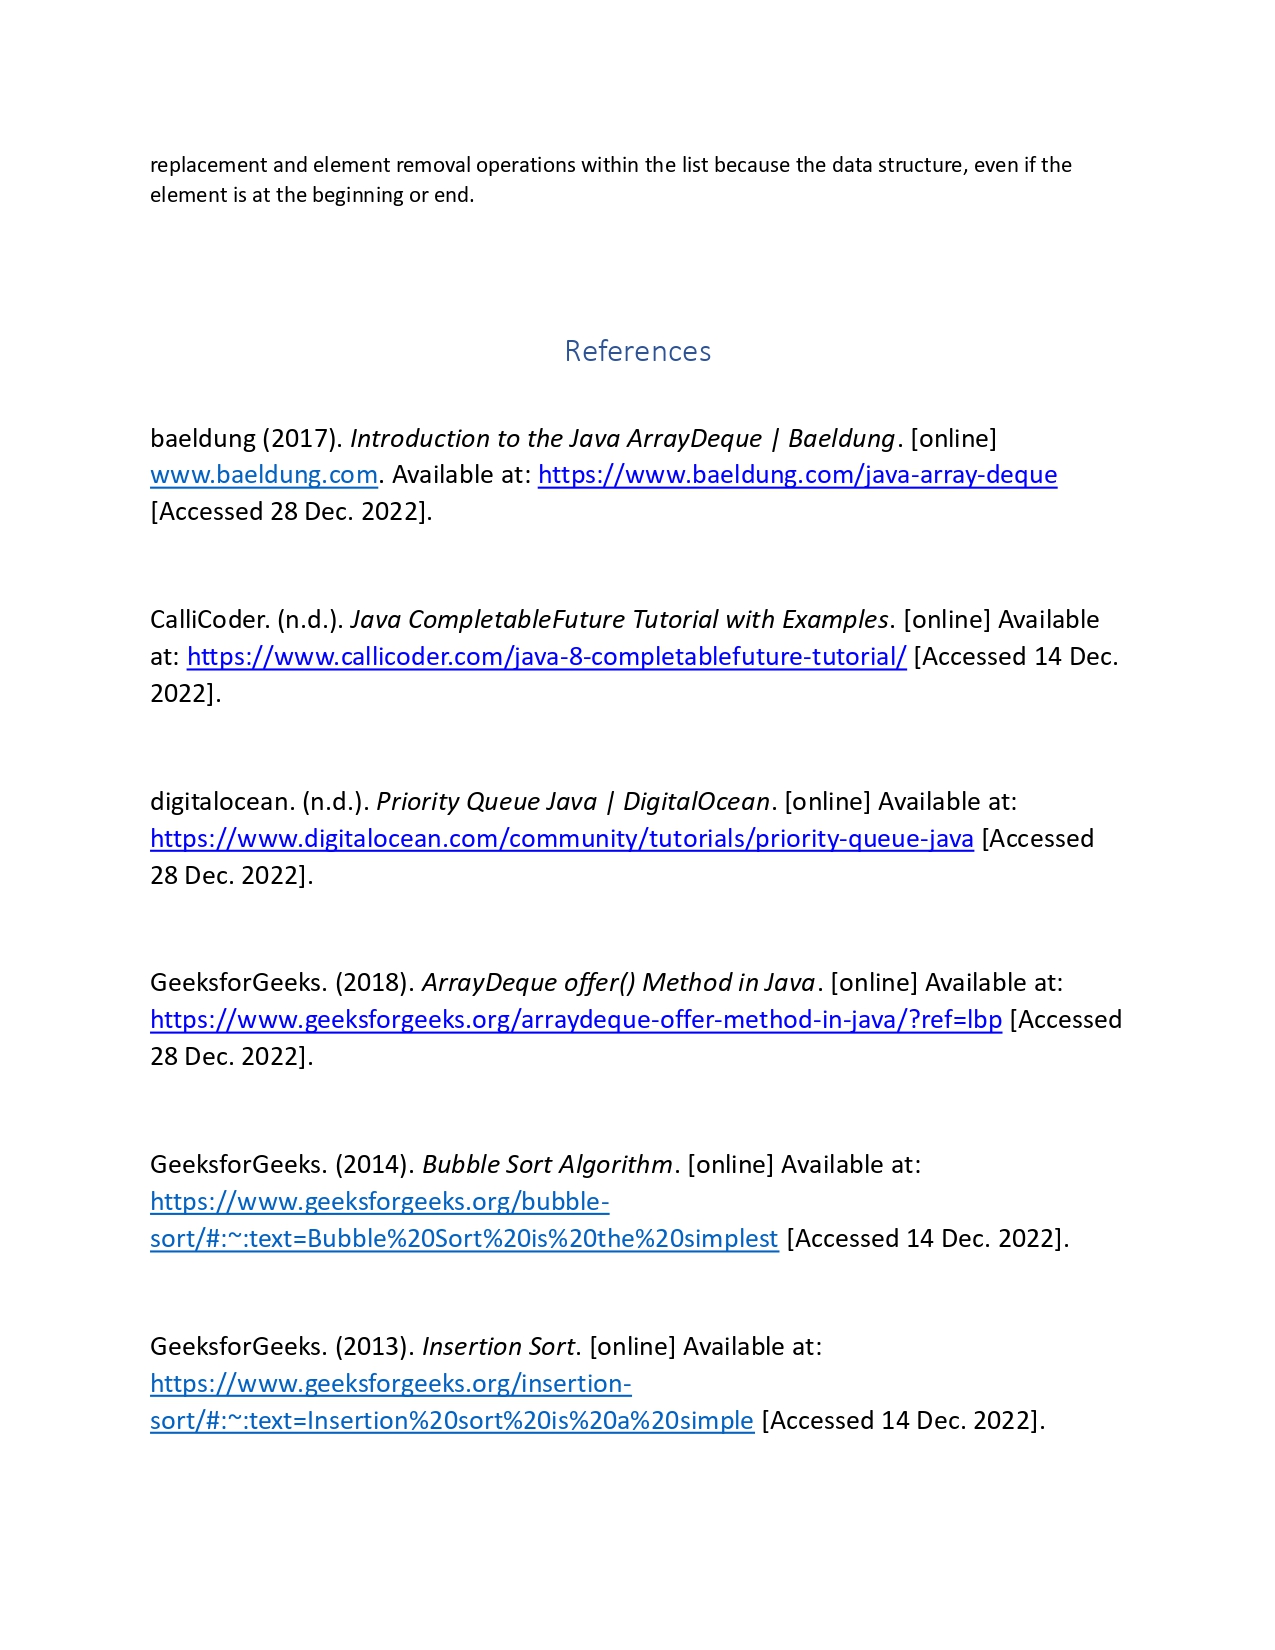 replacement and element removal operations within the list because the data structure, even if the
element is at the beginning or end.
References
baeldung (2017). Introduction to the Java ArrayDeque | Baeldung. [online]
www.baeldung.com. Available at: https://www.baeldung.com/java-array-deque
[Accessed 28 Dec. 2022].
CalliCoder. (n.d.). Java CompletableFuture Tutorial with Examples. [online] Available
at: https://www.callicoder.com/java-8-completablefuture-tutorial/ [Accessed 14 Dec.
2022].
digitalocean. (n.d.). Priority Queue Java | DigitalOcean. [online] Available at:
https://www.digitalocean.com/community/tutorials/priority-queue-java [Accessed
28 Dec. 2022].
GeeksforGeeks. (2018). ArrayDeque offer() Method in Java. [online] Available at:
https://www.geeksforgeeks.org/arraydeque-offer-method-in-java/?ref=lbp [Accessed
28 Dec. 2022].
GeeksforGeeks. (2014). Bubble Sort Algorithm. [online] Available at:
https://www.geeksforgeeks.org/bubble-
sort/#:~:text=Bubble%20Sort%20is%20the%20simplest [Accessed 14 Dec. 2022].
GeeksforGeeks. (2013). Insertion Sort. [online] Available at:
https://www.geeksforgeeks.org/insertion-
sort/#:~:text=Insertion%20sort%20is%20a%20simple [Accessed 14 Dec. 2022].